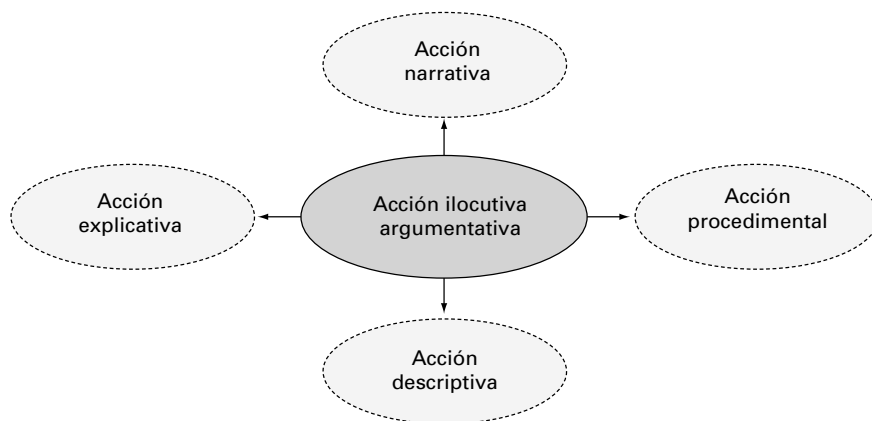 Acción
narrativa
Acción
explicativa
Acción ilocutiva
argumentativa
Acción
procedimental
Acción
descriptiva